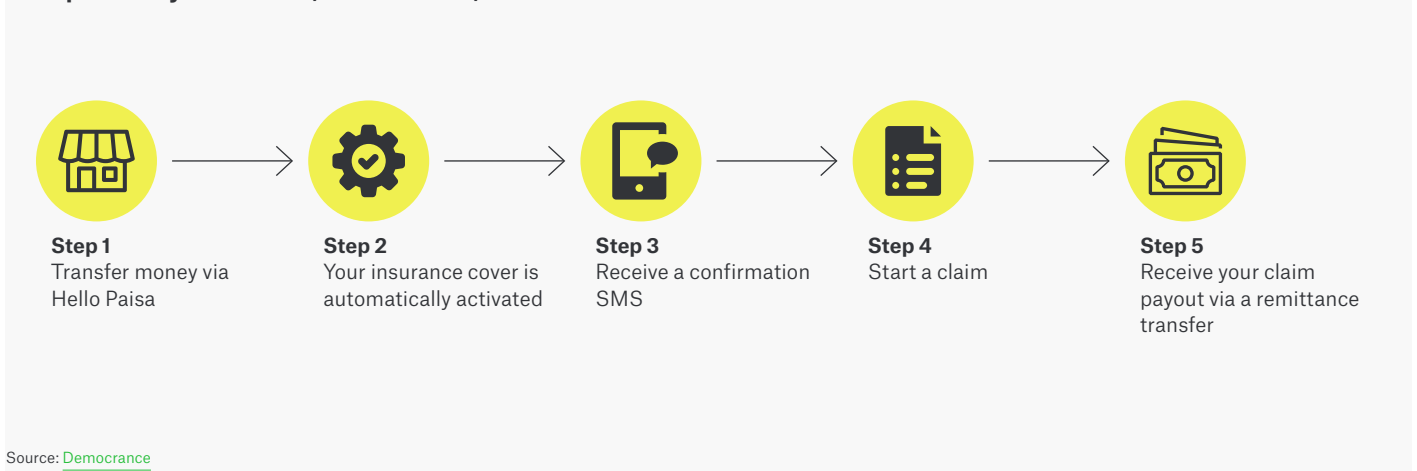 Step 1
Transfer money via
Hello Paisa
Step 2
Your insurance cover is
automatically activated
Step 3
Receive a confirmation
SMS
Step 4
Start a claim
Step 5
Receive your claim
payout via a remittance
transfer
Source: Democrance